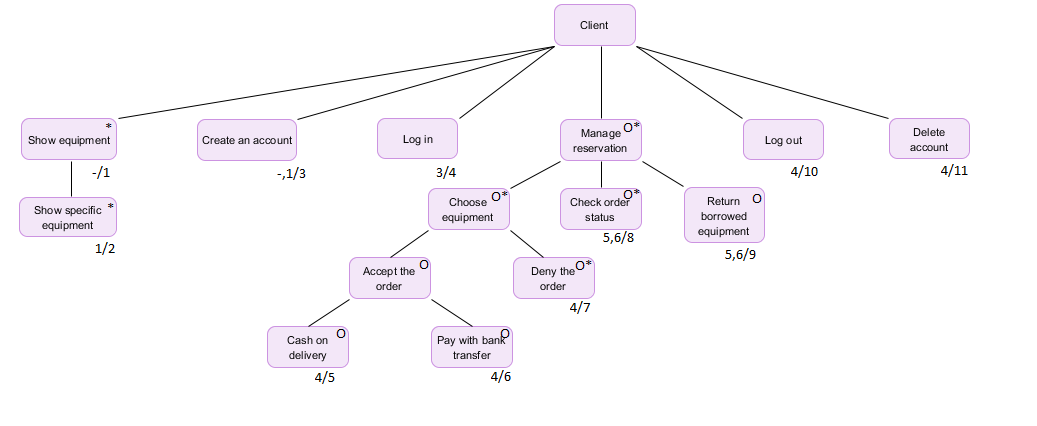 Client
*
Show equipment
-/1
Create an account
-,1/3
Log in
3/4
O*
Manage
reservation
Log out
4/10
Delete
account
4/11
*
Show specific
equipment
1/2
O*
Choose
equipment
O*
Check order
status
5,6/8
O
Return
borrowed
equipment
5,6/9
O
Accept the
order
O*
Deny the
order
4/7
O
Cash on
delivery
4/5
O
Pay with bank
transfer
4/6